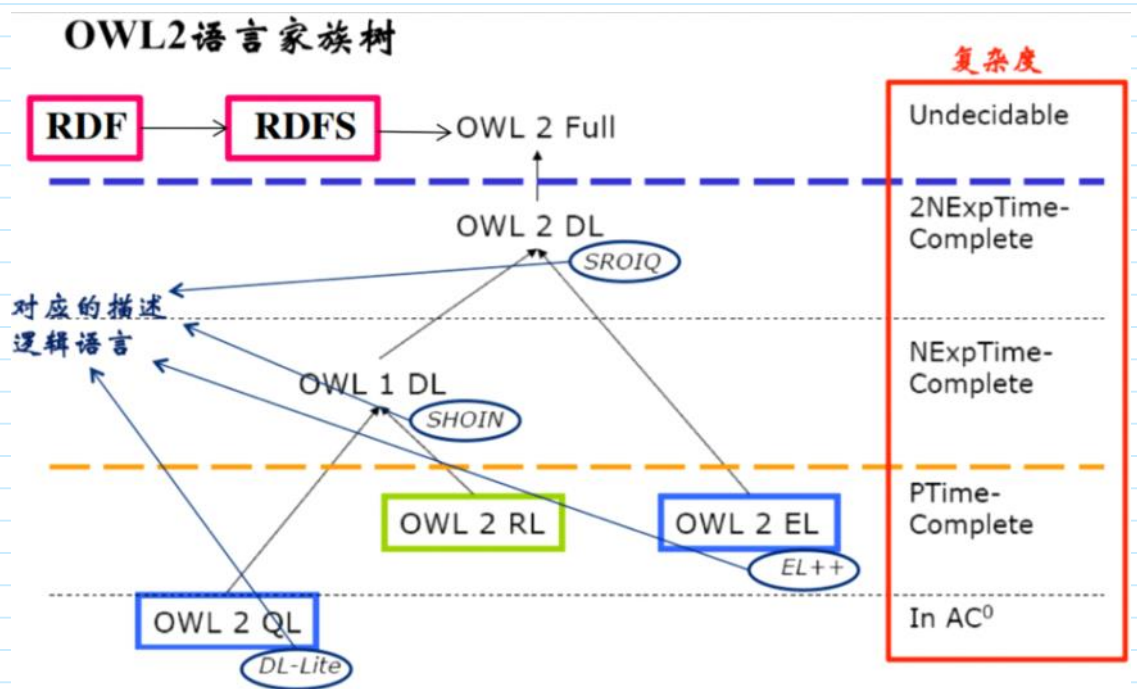 OWL2语言家族树
复杂度
RDF
RDFS
OWL 2 Full
Undecidable
OWL 2 DL
SROIQ
2NExpTime-
Complete
对应的描述
逻辑语言
OWL 1 DL
SHOIN
NExpTime-
Complete
OWL 2 RL
OWL 2 EL
EL++
PTime-
Complete
OWL 2 QL
DL-Lite
In AC⁰